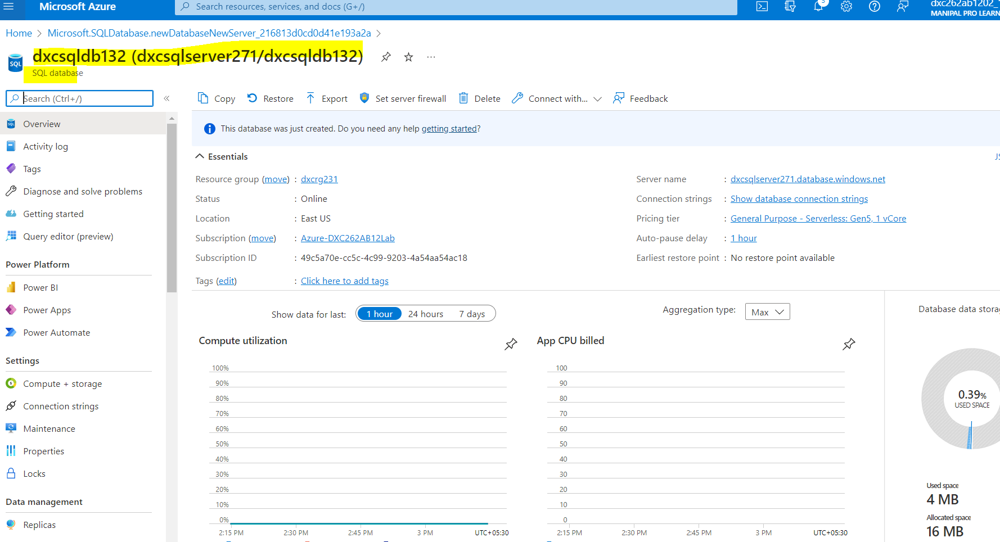 Microsoft Azure
Search resources, services, and docs (G+/)
5
dxc262ab1202_1
MANIPAL PRO LEARN
Home > Microsoft.SQLDatabase.newDatabaseNewServer_216813d0cd0d41e193a2a >
dxcsqldb132 (dxcsqlserver271/dxcsqldb132) ...
SQL
SQL database
Search (Ctrl+/) «
Overview
Activity log
Tags
Diagnose and solve problems
Getting started
Query editor (preview)
Power Platform
Power BI
Power Apps
Power Automate
Settings
Compute + storage
Connection strings
Maintenance
Properties
Locks
Data management
Replicas
Copy Restore Export Set server firewall Delete Connect with... Feedback
This database was just created. Do you need any help getting started?
Essentials
JS
Resource group (move) : dxcrg231
Status : Online
Location : East US
Subscription (move) : Azure-DXC262AB12Lab
Subscription ID : 49c5a70e-cc5c-4c99-9203-4a54aa54ac18
Tags (edit) : Click here to add tags
Server name : dxcsqlserver271.database.windows.net
Connection strings : Show database connection strings
Pricing tier : General Purpose - Serverless: Gen5, 1 vCore
Auto-pause delay : 1 hour
Earliest restore point : No restore point available
Show data for last: 1 hour 24 hours 7 days
Aggregation type: Max
Compute utilization
100%
90%
80%
70%
60%
50%
40%
30%
20%
10%
0%
2:15 PM 2:30 PM 2:45 PM 3 PM UTC+05:30
App CPU billed
100
90
80
70
60
50
40
30
20
10
0
2:15 PM 2:30 PM 2:45 PM 3 PM UTC+05:30
Database data storag
0.39%
USED SPACE
Used space
4 MB
Allocated space
16 MB